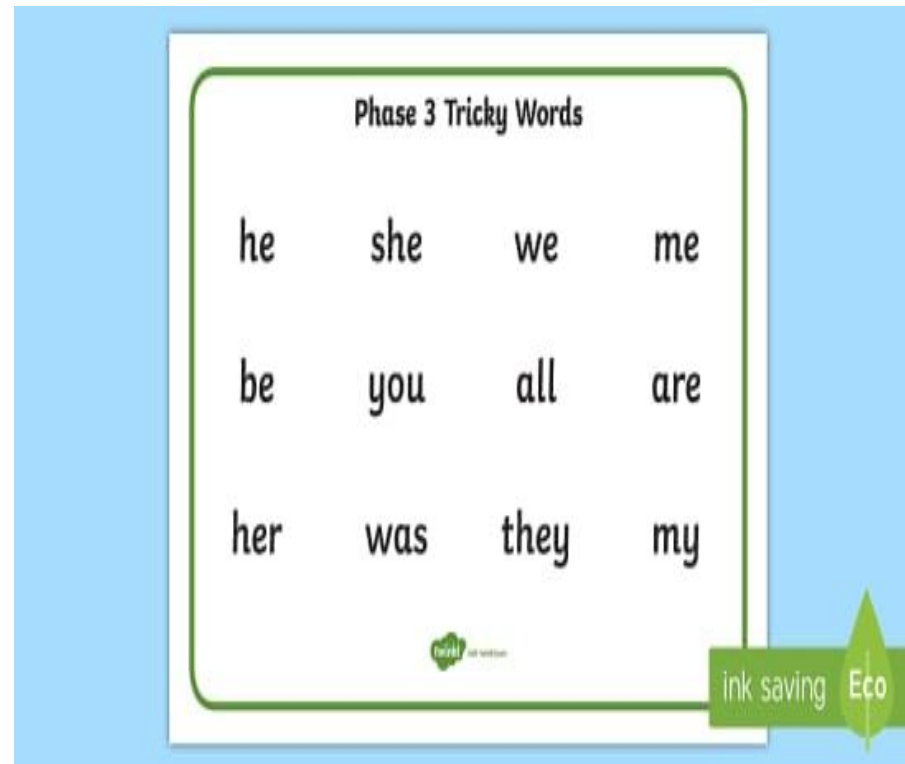 Phase 3 Tricky Words
he she we me
be you all are
her was they my
twinkl
ink saving Eco